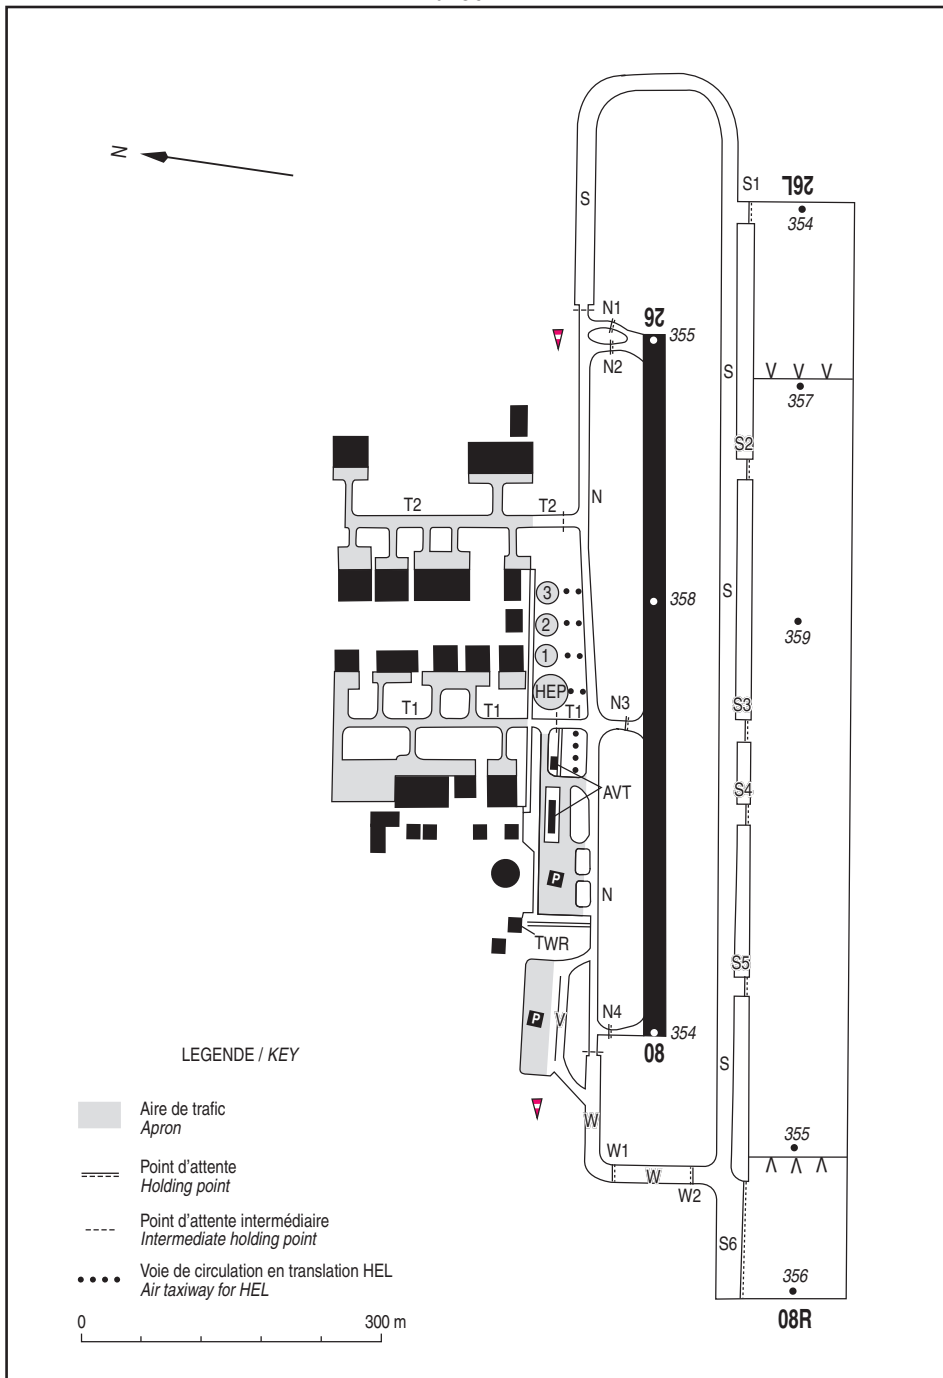 N
S1
26L
354
S
N1
26
355
N2
S
V V V
357
S2
T2
T2
N
3
358
S
2
359
1
HEP
T1
T1
T1
N3
S3
AVT
S4
P
N
TWR
S5
P
V
N4
354
08
S
LEGENDE / KEY
Aire de trafic
Apron
W
W1
355
Point d'attente
Holding point
W
W2
Point d'attente intermédiaire
Intermediate holding point
S6
Voie de circulation en translation HEL
Air taxiway for HEL
356
08R
0
300 m